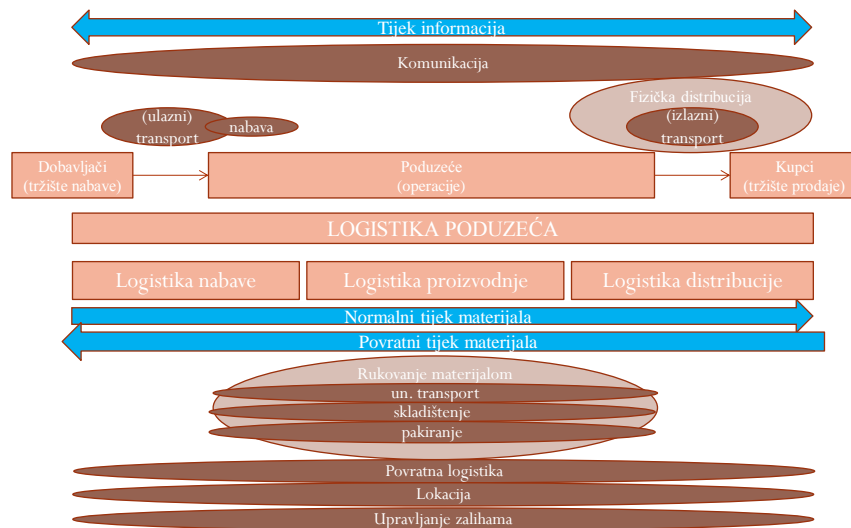 Tijek informacija
Komunikacija
Fizička distribucija
(ulazni)
transport
nabava
(izlazni)
transport
Dobavljači
(tržište nabave)
Poduzeće
(operacije)
Kupci
(tržište prodaje)
LOGISTIKA PODUZEĆA
Logistika nabave
Logistika proizvodnje
Logistika distribucije
Normalni tijek materijala
Povratni tijek materijala
Rukovanje materijalom
un. transport
skladištenje
pakiranje
Povratna logistika
Lokacija
Upravljanje zalihama